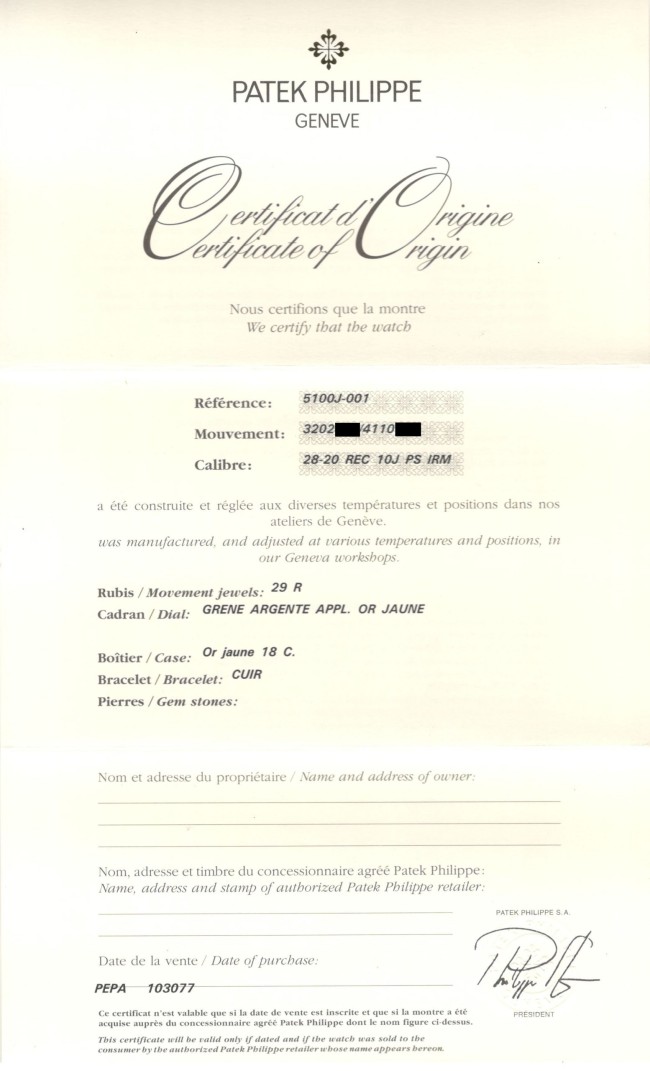 PATEK PHILIPPE
GENEVE
Certificat d'Origine
Certificate of Origin
Nous certifions que la montre
We certify that the watch
Référence: 5100J-001
Mouvement: 3202 /4110
Calibre: 28-20 REC 10J PS IRM
a été construite et réglée aux diverses températures et positions dans nos
ateliers de Genève.
was manufactured, and adjusted at various temperatures and positions, in
our Geneva workshops.
Rubis / Movement jewels: 29 R
Cadran / Dial: GRENE ARGENTE APPL. OR JAUNE
Boîtier / Case: Or jaune 18 C.
Bracelet / Bracelet: CUIR
Pierres / Gem stones:
Nom et adresse du propriétaire / Name and address of owner:
Nom, adresse et timbre du concessionnaire agréé Patek Philippe:
Name, address and stamp of authorized Patek Philippe retailer:
PATEK PHILIPPE S.A.
Date de la vente / Date of purchase:
PEPA 103077
PRÉSIDENT
Ce certificat n'est valable que si la date de vente est inscrite et que si la montre a été
acquise auprès du concessionnaire agréé Patek Philippe dont le nom figure ci-dessus.
This certificate will be valid only if dated and if the watch was sold to the
consumer by the authorized Patek Philippe retailer whose name appears hereon.